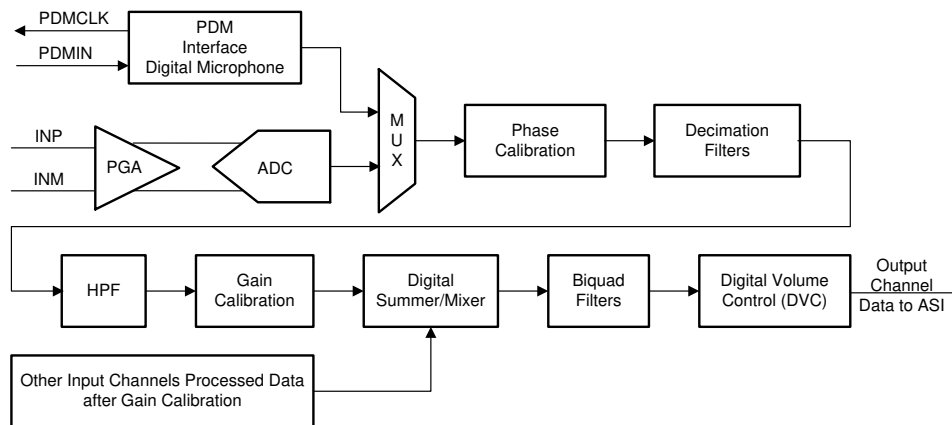 PDMCLK
PDMIN
PDM
Interface
Digital Microphone
INP
INM
PGA
ADC
M
U
X
Phase
Calibration
Decimation
Filters
HPF
Gain
Calibration
Digital
Summer/Mixer
Biquad
Filters
Digital Volume
Control (DVC)
Output
Channel
Data to ASI
Other Input Channels Processed Data
after Gain Calibration